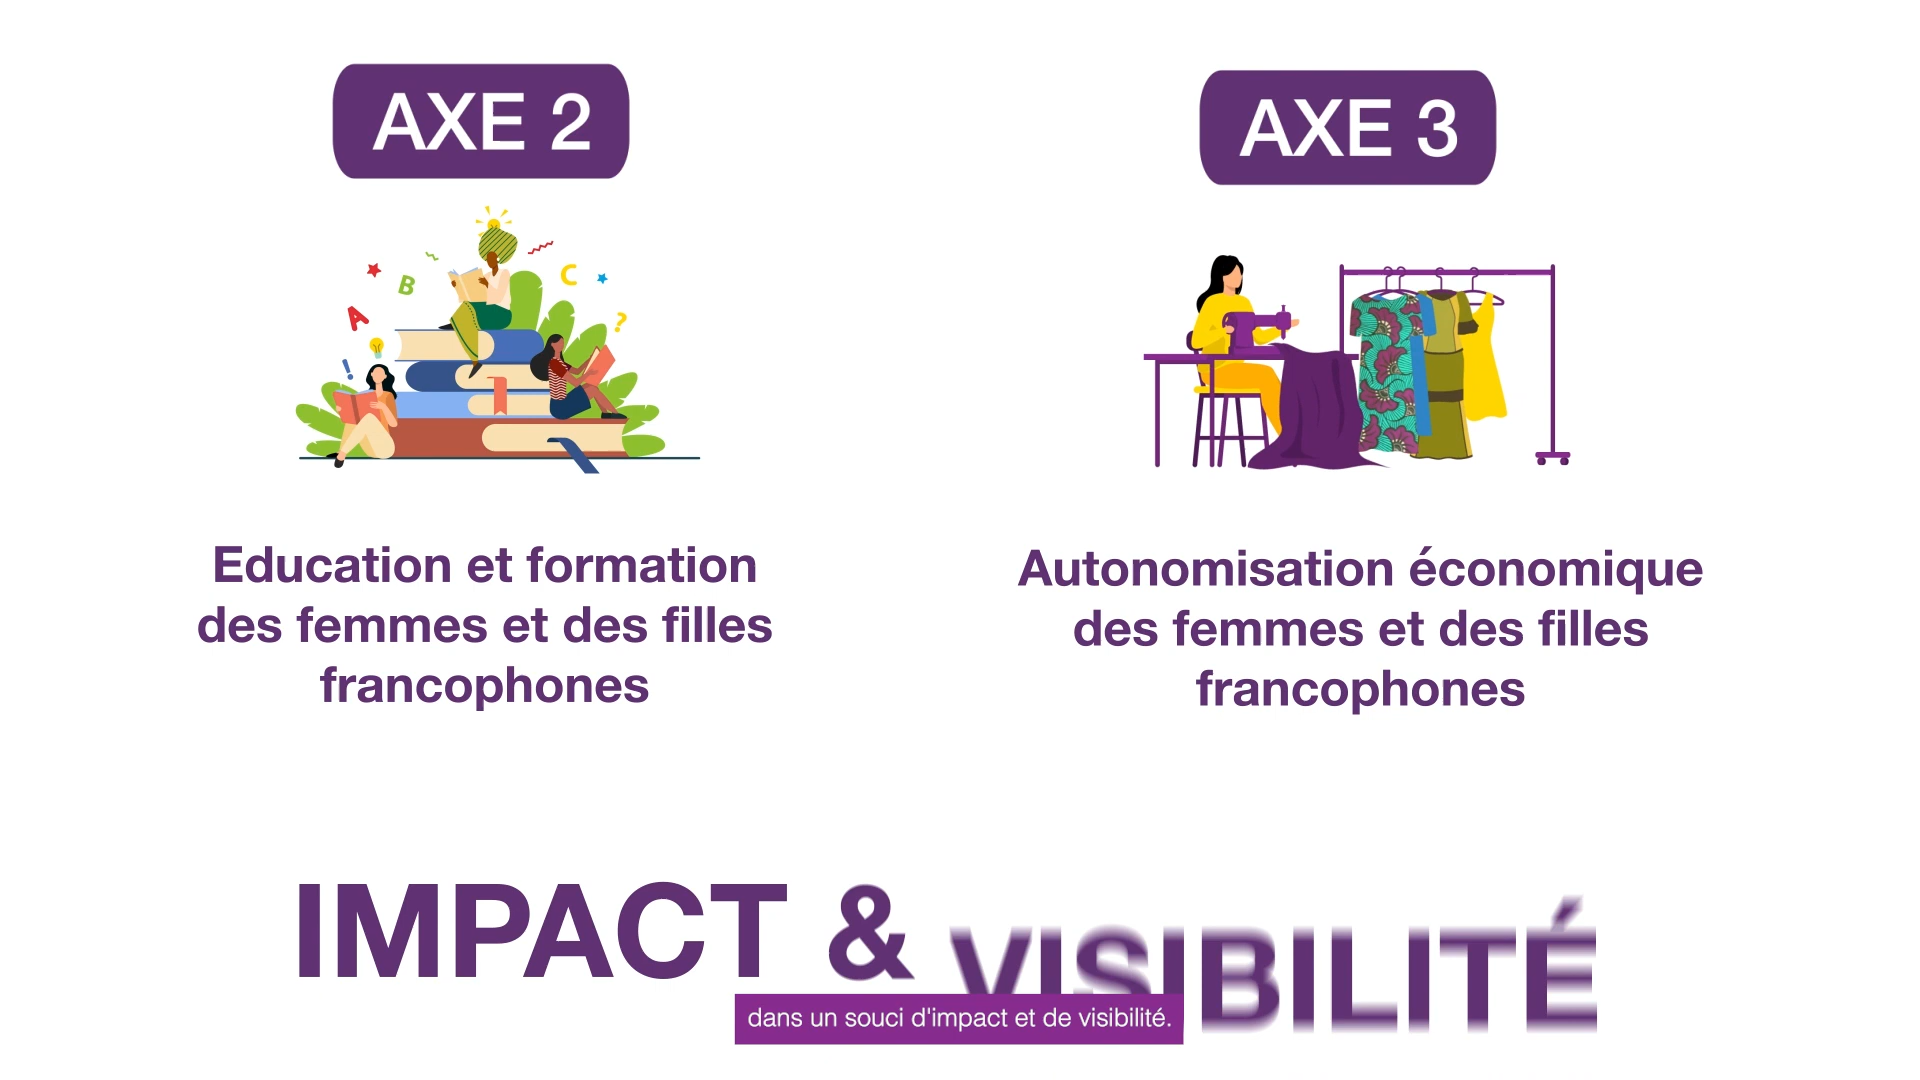 AXE 2
Education et formation
des femmes et des filles
francophones
AXE 3
Autonomisation économique
des femmes et des filles
francophones
A
B
C
?
!
IMPACT & VISIBILITÉ
dans un souci d'impact et de visibilité.